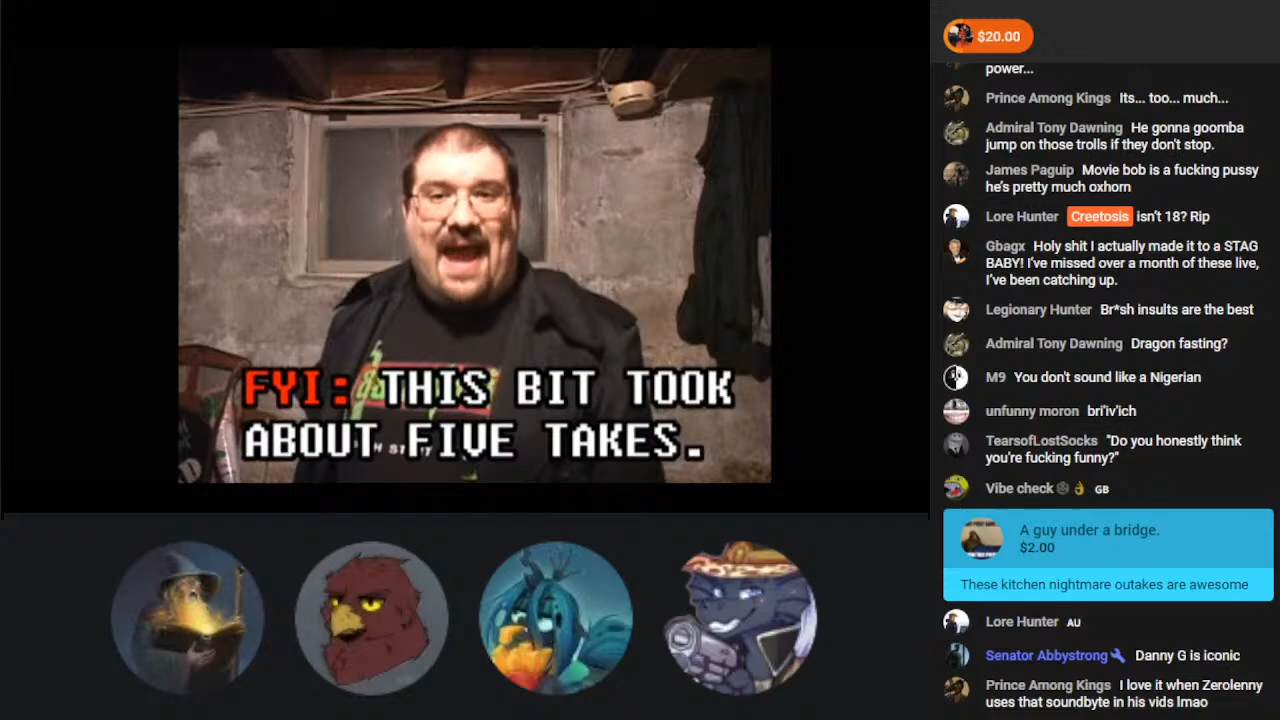 FYI: THIS BIT TOOK
ABOUT FIVE TAKES.
$20.00
power...
Prince Among Kings Its... too... much...
Admiral Tony Dawning He gonna goomba
jump on those trolls if they don't stop.
James Paguip Movie bob is a fucking pussy
he's pretty much oxhorn
Lore Hunter Creetosis isn't 18? Rip
Gbagx Holy shit I actually made it to a STAG
BABY! I've missed over a month of these live,
I've been catching up.
Legionary Hunter Br*sh insults are the best
Admiral Tony Dawning Dragon fasting?
M9 You don't sound like a Nigerian
unfunny moron bri'iv'ich
TearsofLostSocks "Do you honestly think
you're fucking funny?"
Vibe check GB
A guy under a bridge.
$2.00
These kitchen nightmare outakes are awesome
Lore Hunter AU
Senator Abbystrong Danny G is iconic
Prince Among Kings I love it when Zerolenny
uses that soundbyte in his vids lmao